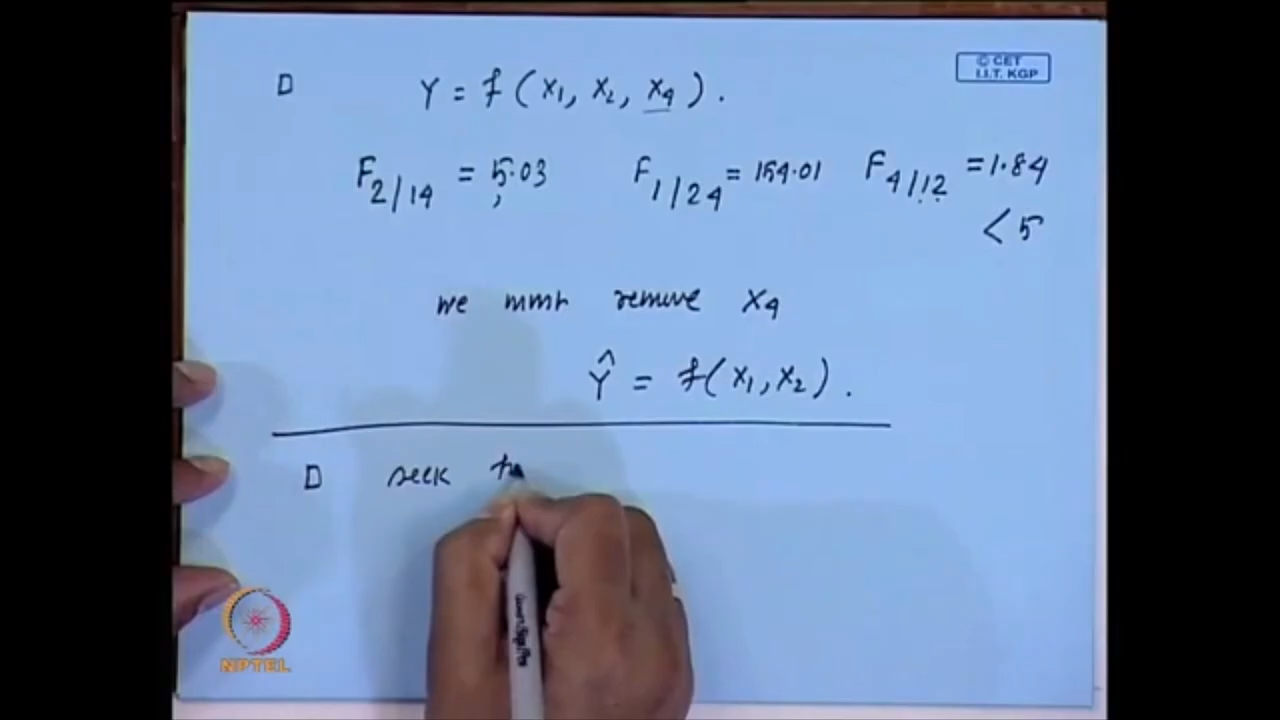 © CET
I.I.T. KGP
D Y = f ( X1, X2, X4 ) .
F2/14 = 5.03 F1/24 = 154.01 F4/12 = 1.84
< 5
we must remove X4
Ŷ = f(X1, X2) .
D seek
NPTEL